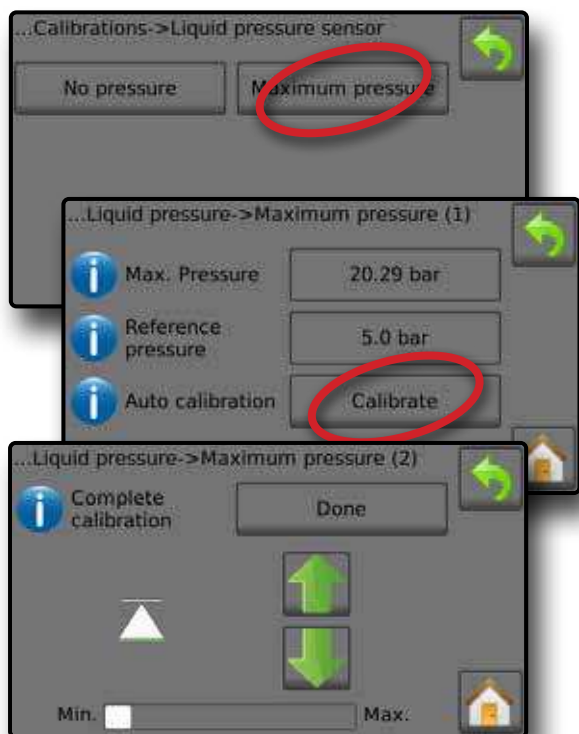 ...Calibrations->Liquid pressure sensor
No pressure Maximum pressure
...Liquid pressure->Maximum pressure (1)
Max. Pressure 20.29 bar
Reference pressure 5.0 bar
Auto calibration Calibrate
...Liquid pressure->Maximum pressure (2)
Complete calibration Done
Min. Max.